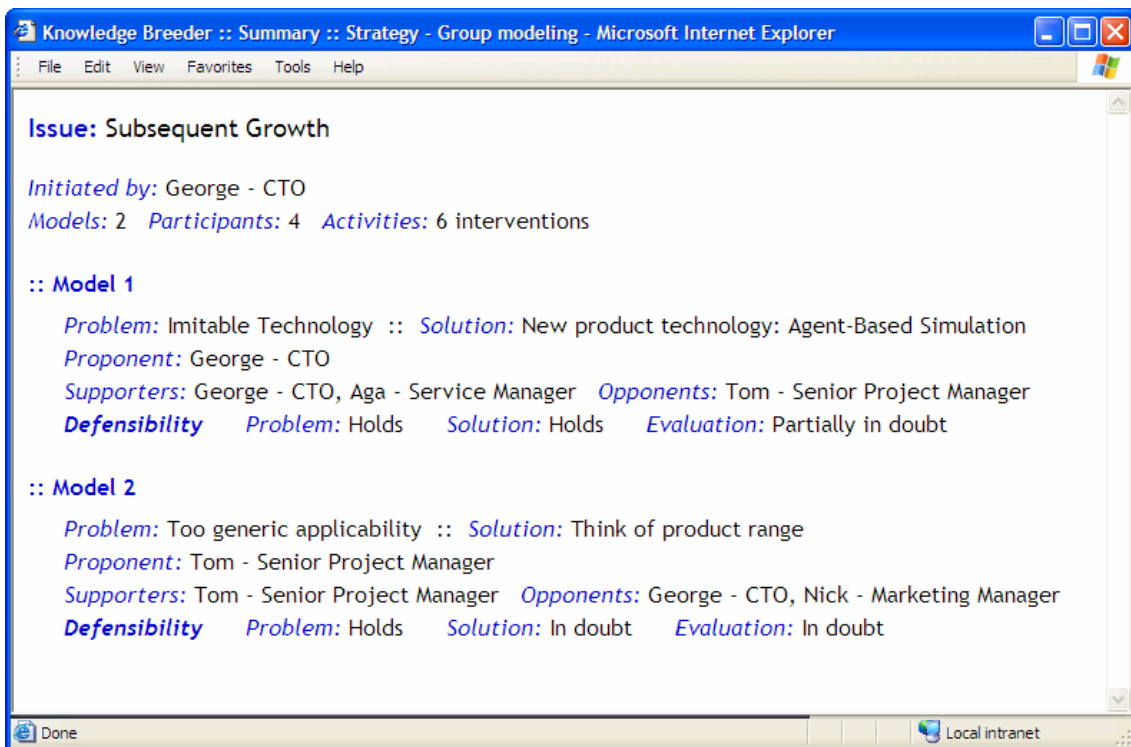 Knowledge Breeder :: Summary :: Strategy - Group modeling - Microsoft Internet Explorer
File Edit View Favorites Tools Help
Issue: Subsequent Growth
Initiated by: George - CTO
Models: 2 Participants: 4 Activities: 6 interventions
:: Model 1
Problem: Imitable Technology :: Solution: New product technology: Agent-Based Simulation
Proponent: George - CTO
Supporters: George - CTO, Aga - Service Manager Opponents: Tom - Senior Project Manager
Defensibility Problem: Holds Solution: Holds Evaluation: Partially in doubt
:: Model 2
Problem: Too generic applicability :: Solution: Think of product range
Proponent: Tom - Senior Project Manager
Supporters: Tom - Senior Project Manager Opponents: George - CTO, Nick - Marketing Manager
Defensibility Problem: Holds Solution: In doubt Evaluation: In doubt
Done Local intranet